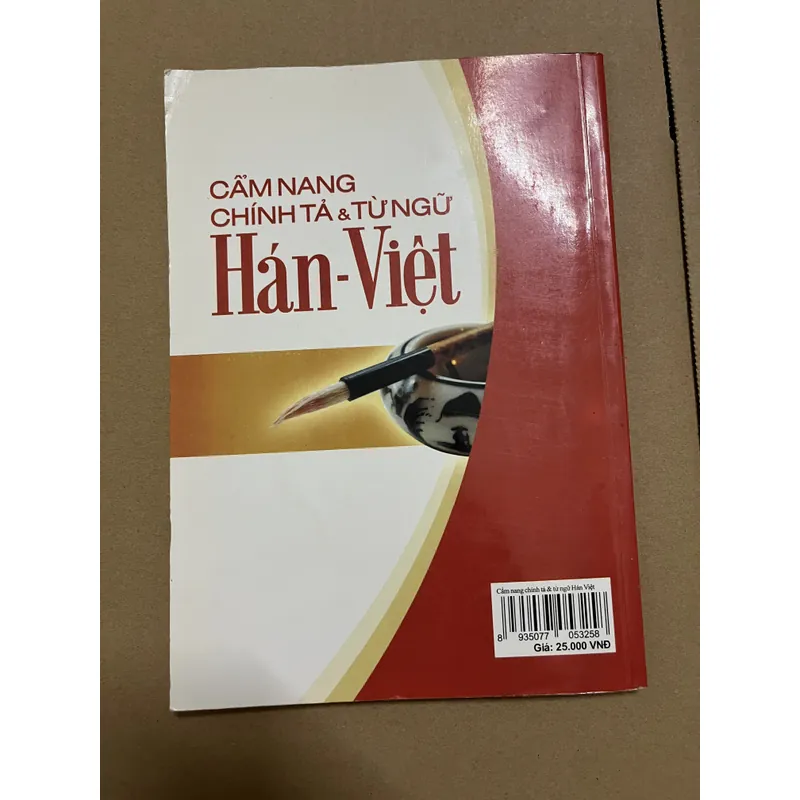 CẨM NANG
CHÍNH TẢ & TỪ NGỮ
Hán-Việt
Cẩm nang chính tả & từ ngữ Hán Việt
8 935077 053258
Giá: 25.000 VNĐ